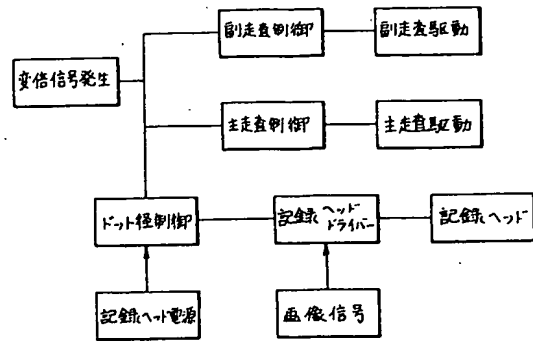 副走査制御
副走査駆動
変倍信号発生
主走査制御
主走査駆動
ドット径制御
記録ヘッド
ドライバー
記録ヘッド
記録ヘッド電源
画像信号